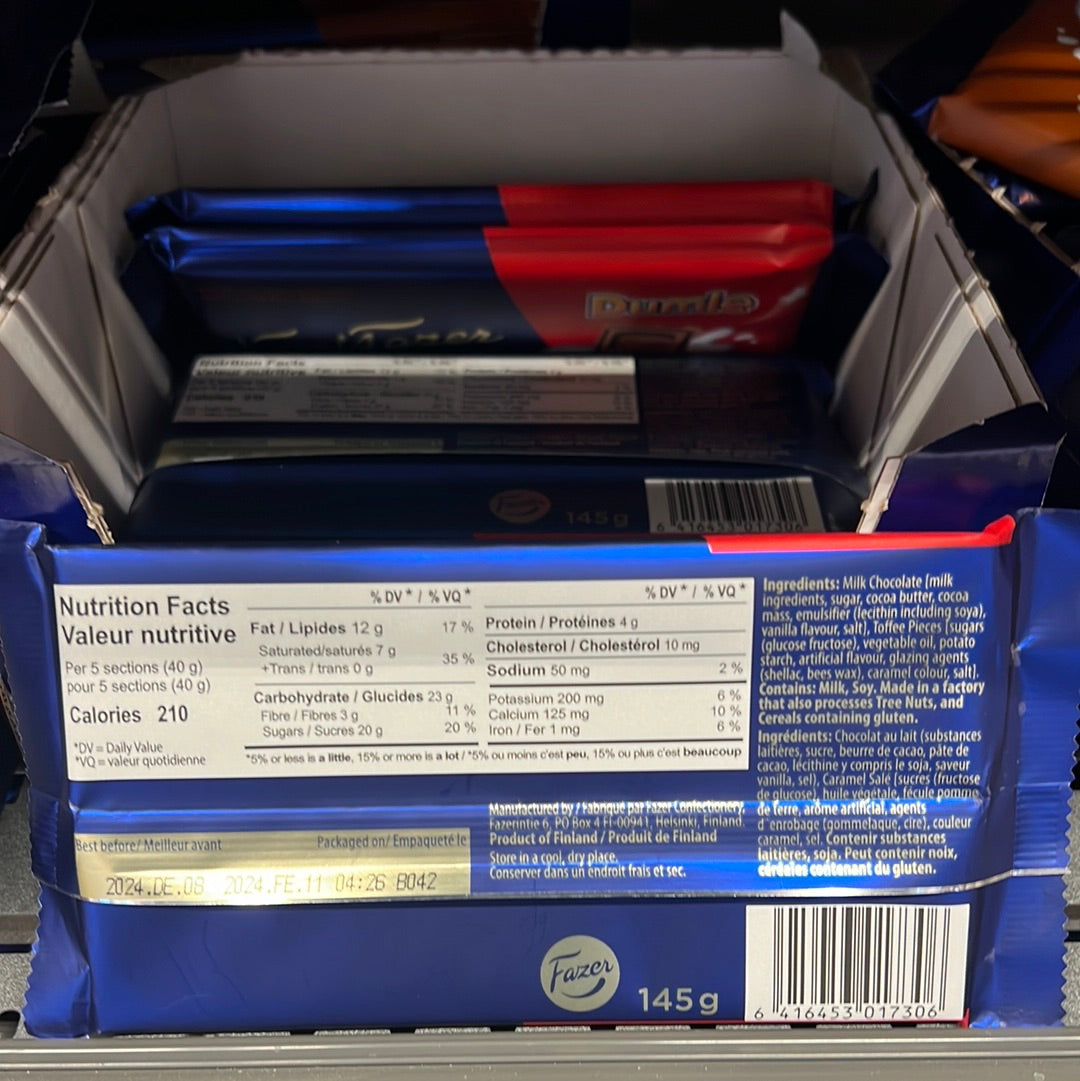 Dumla
Fazer
Nutrition Facts
145g
6 416453 017306
Nutrition Facts
Valeur nutritive
Per 5 sections (40 g)
pour 5 sections (40 g)
Calories 210
*DV = Daily Value
*VQ = valeur quotidienne
% DV* / % VQ*
Fat / Lipides 12 g 17 %
Saturated/saturés 7 g
+Trans / trans 0 g 35 %
Carbohydrate / Glucides 23 g
Fibre / Fibres 3 g 11 %
Sugars / Sucres 20 g 20 %
% DV* / % VQ*
Protein / Protéines 4 g
Cholesterol / Cholestérol 10 mg
Sodium 50 mg 2 %
Potassium 200 mg 6 %
Calcium 125 mg 10 %
Iron / Fer 1 mg 6 %
*5% or less is a little, 15% or more is a lot / *5% ou moins c'est peu, 15% ou plus c'est beaucoup
Ingredients: Milk Chocolate [milk
ingredients, sugar, cocoa butter, cocoa
mass, emulsifier (lecithin including soya),
vanilla flavour, salt], Toffee Pieces [sugars
(glucose fructose), vegetable oil, potato
starch, artificial flavour, glazing agents
(shellac, bees wax), caramel colour, salt].
Contains: Milk, Soy. Made in a factory
that also processes Tree Nuts, and
Cereals containing gluten.
Ingrédients: Chocolat au lait (substances
laitières, sucre, beurre de cacao, pâte de
cacao, lécithine y compris le soja, saveur
vanilla, sel), Caramel Salé [sucres (fructose
de glucose), huile végétale, fécule pomme
de terre, arôme artificial, agents
d'enrobage (gommelaque, cire), couleur
caramel, sel. Contenir substances
laitières, soja. Peut contenir noix,
céréales contenant du gluten.
Manufactured by / Fabriqué par Fazer Confectionery,
Fazerintie 6, PO Box 4 FI-00941, Helsinki, Finland.
Product of Finland / Produit de Finland
Store in a cool, dry place.
Conserver dans un endroit frais et sec.
Best before/ Meilleur avant Packaged on/ Empaqueté le
2024.DE.08 2024.FE.11 04:26 B042
Fazer
145g
6 416453 017306